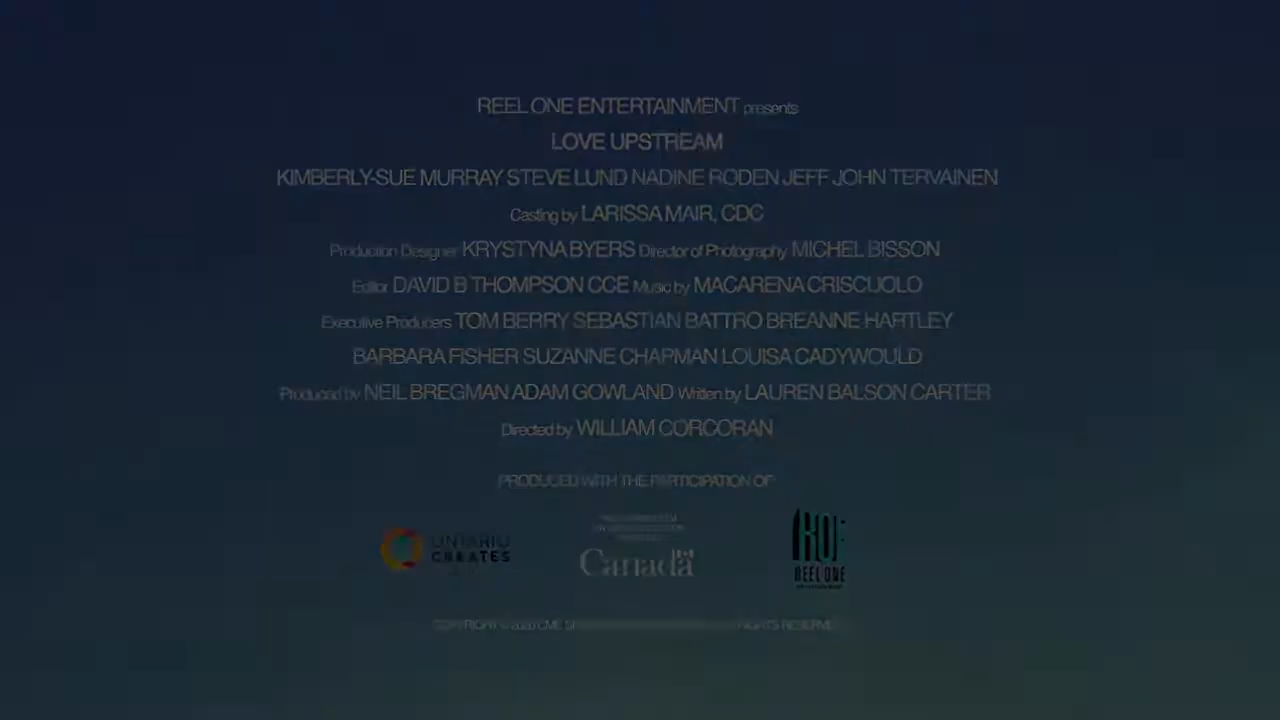 REEL ONE ENTERTAINMENT presents
LOVE UPSTREAM
KIMBERLY-SUE MURRAY STEVE LUND NADINE RODEN JEFF JOHN TERVAINEN
Casting by LARISSA MAIR, CDC
Production Designer KRYSTYNA BYERS Director of Photography MICHEL BISSON
Editor DAVID B THOMPSON CCE Music by MACARENA CRISCUOLO
Executive Producers TOM BERRY SEBASTIAN BATTRO BREANNE HARTLEY
BARBARA FISHER SUZANNE CHAPMAN LOUISA CADYWOULD
Produced by NEIL BREGMAN ADAM GOWLAND Written by LAUREN BALSON CARTER
Directed by WILLIAM CORCORAN
PRODUCED WITH THE PARTICIPATION OF
ONTARIO
CREATES
Canada
REEL ONE
COPYRIGHT © RIGHTS RESERVED